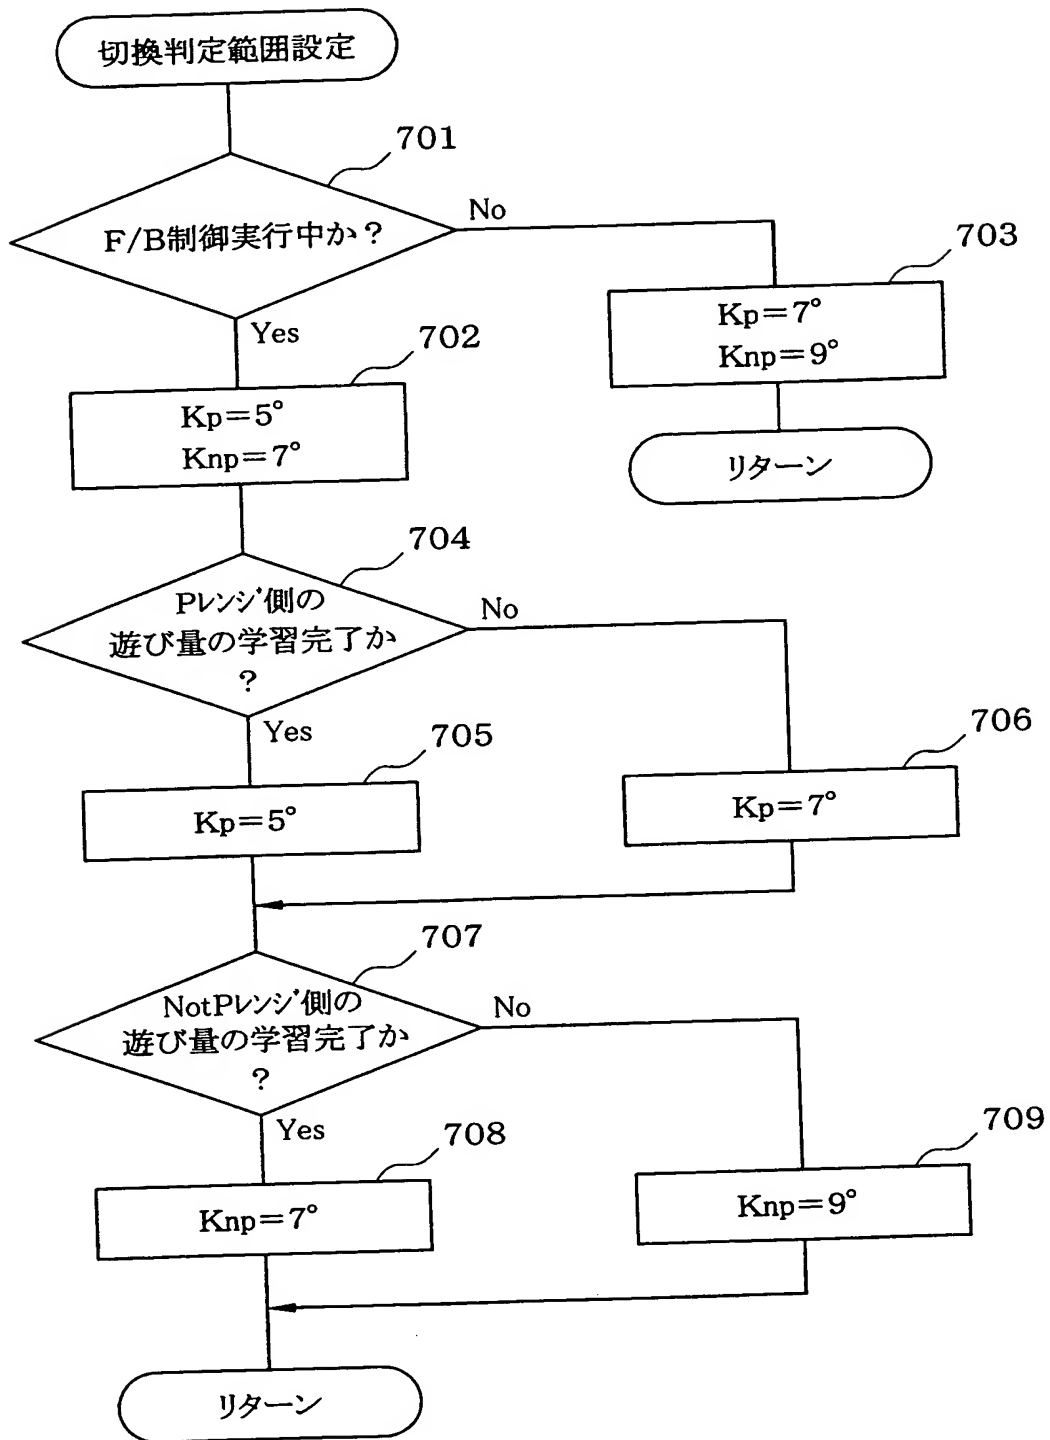 切換判定範囲設定
701
F/B制御実行中か？
No
Yes
703
Kp＝7°
Knp＝9°
リターン
702
Kp＝5°
Knp＝7°
704
Pレンジ側の
遊び量の学習完了か
？
No
Yes
705
Kp＝5°
706
Kp＝7°
707
NotPレンジ側の
遊び量の学習完了か
？
No
Yes
708
Knp＝7°
709
Knp＝9°
リターン